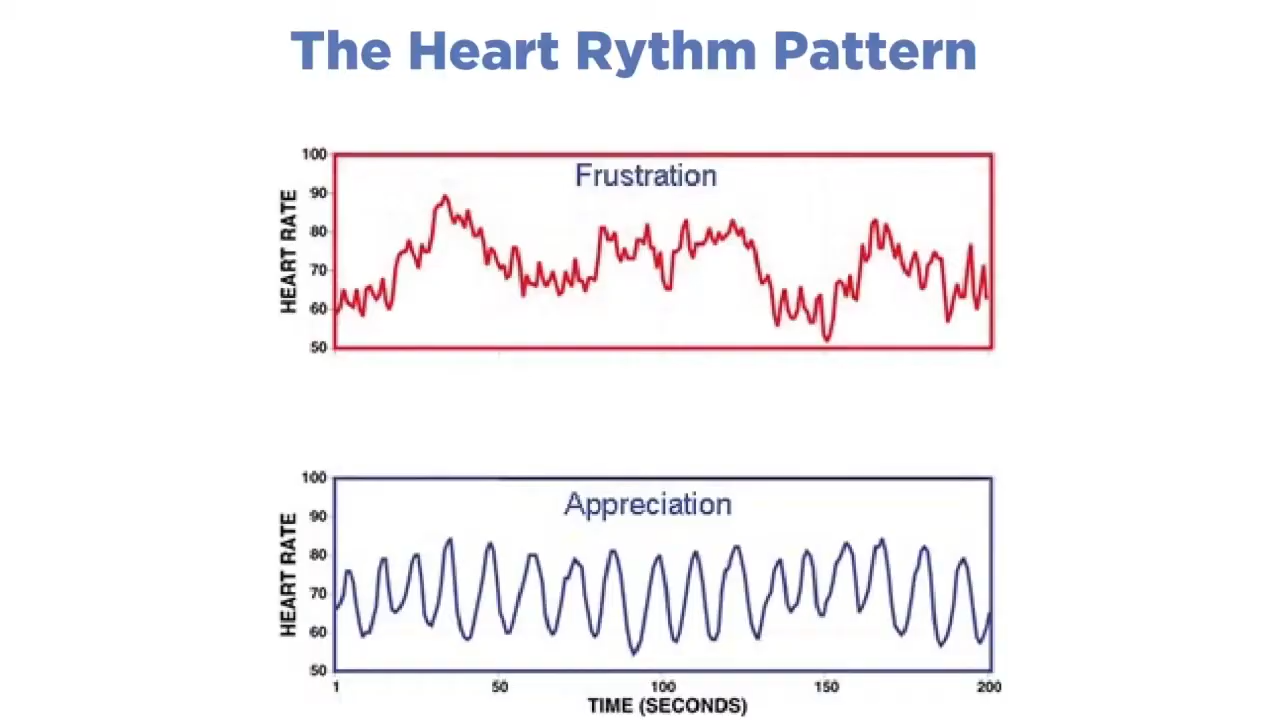 The Heart Rythm Pattern
Frustration
HEART RATE
100
90
80
70
60
50
Appreciation
HEART RATE
100
90
80
70
60
50
1 50 100 150 200
TIME (SECONDS)